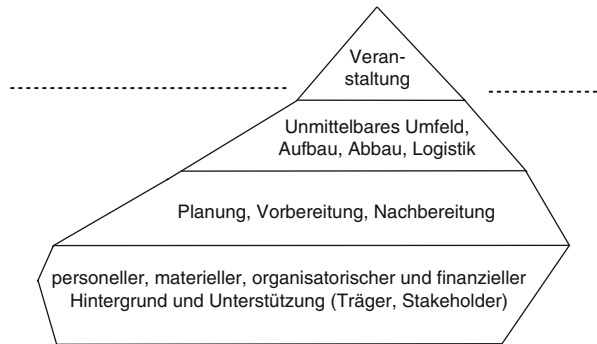 Veran-
staltung
Unmittelbares Umfeld,
Aufbau, Abbau, Logistik
Planung, Vorbereitung, Nachbereitung
personeller, materieller, organisatorischer und finanzieller
Hintergrund und Unterstützung (Träger, Stakeholder)